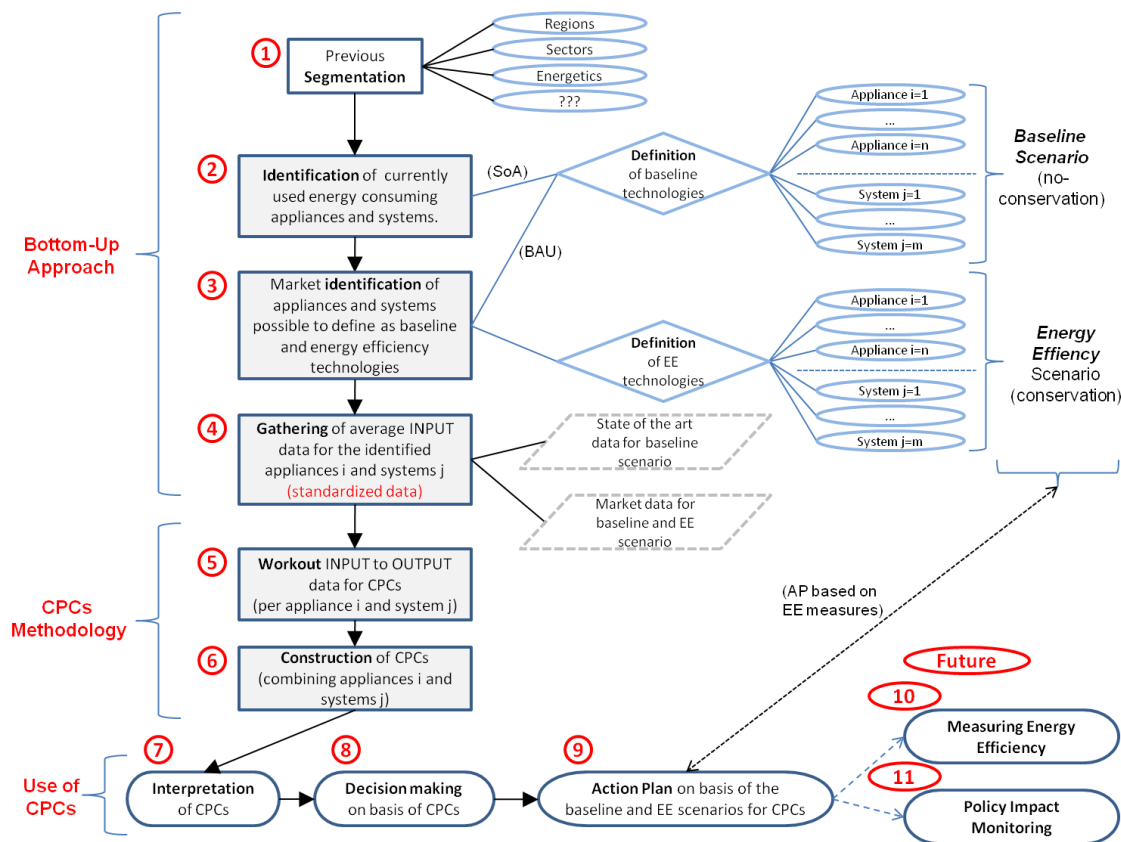 Regions
Sectors
Energetics
???
1
Previous
Segmentation
2
Identification of currently
used energy consuming
appliances and systems.
(SoA)
Definition
of baseline
technologies
Appliance i=1
...
Appliance i=n
System j=1
...
System j=m
Baseline
Scenario
(no-
conservation)
Bottom-Up
Approach
(BAU)
3
Market identification of
appliances and systems
possible to define as baseline
and energy efficiency
technologies
Definition
of EE
technologies
Appliance i=1
...
Appliance i=n
System j=1
...
System j=m
Energy
Effiency
Scenario
(conservation)
4
Gathering of average INPUT
data for the identified
appliances i and systems j
(standardized data)
State of the art
data for baseline
scenario
Market data for
baseline and EE
scenario
CPCs
Methodology
5
Workout INPUT to OUTPUT
data for CPCs
(per appliance i and system j)
6
Construction of CPCs
(combining appliances i and
systems j)
(AP based on
EE measures)
Use of
CPCs
7
Interpretation
of CPCs
8
Decision making
on basis of CPCs
9
Action Plan on basis of the
baseline and EE scenarios for CPCs
Future
10
Measuring Energy
Efficiency
11
Policy Impact
Monitoring